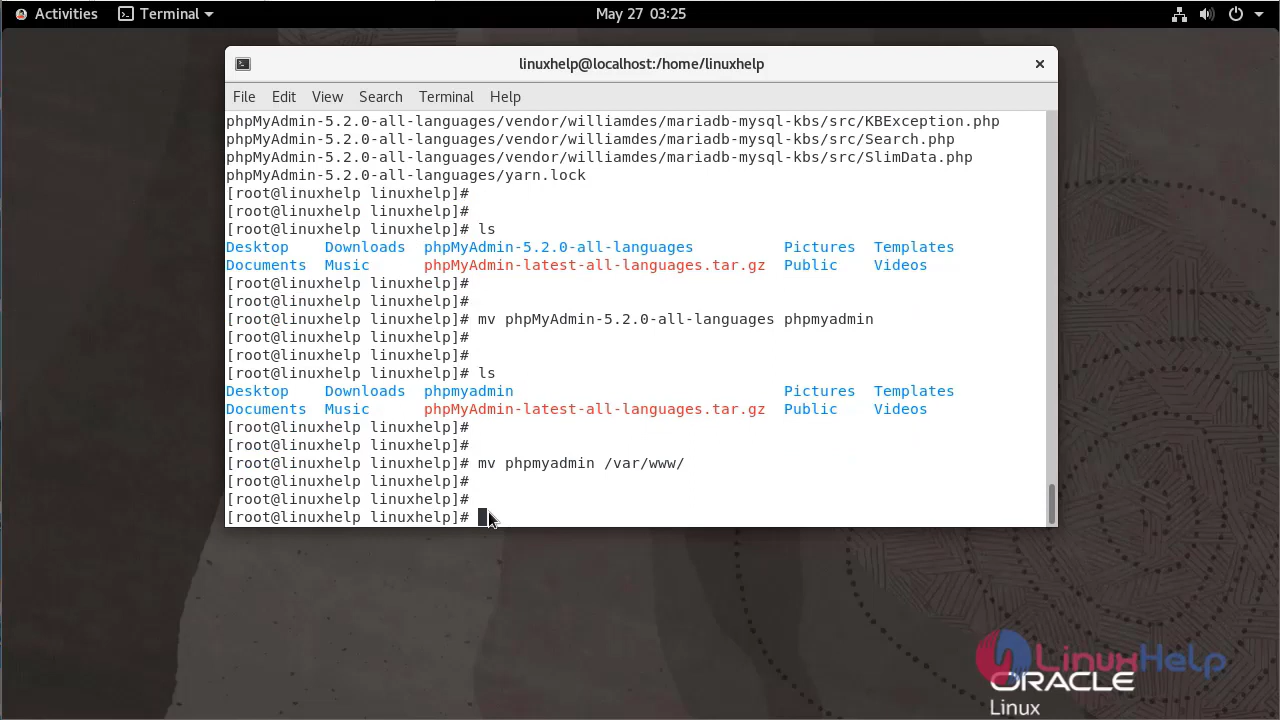 Activities Terminal May 27 03:25
linuxhelp@localhost:/home/linuxhelp
File Edit View Search Terminal Help
phpMyAdmin-5.2.0-all-languages/vendor/williamdes/mariadb-mysql-kbs/src/KBException.php
phpMyAdmin-5.2.0-all-languages/vendor/williamdes/mariadb-mysql-kbs/src/Search.php
phpMyAdmin-5.2.0-all-languages/vendor/williamdes/mariadb-mysql-kbs/src/SlimData.php
phpMyAdmin-5.2.0-all-languages/yarn.lock
[root@linuxhelp linuxhelp]#
[root@linuxhelp linuxhelp]#
[root@linuxhelp linuxhelp]# ls
Desktop Downloads phpMyAdmin-5.2.0-all-languages Pictures Templates
Documents Music phpMyAdmin-latest-all-languages.tar.gz Public Videos
[root@linuxhelp linuxhelp]#
[root@linuxhelp linuxhelp]#
[root@linuxhelp linuxhelp]# mv phpMyAdmin-5.2.0-all-languages phpmyadmin
[root@linuxhelp linuxhelp]#
[root@linuxhelp linuxhelp]#
[root@linuxhelp linuxhelp]# ls
Desktop Downloads phpmyadmin Pictures Templates
Documents Music phpMyAdmin-latest-all-languages.tar.gz Public Videos
[root@linuxhelp linuxhelp]#
[root@linuxhelp linuxhelp]#
[root@linuxhelp linuxhelp]# mv phpmyadmin /var/www/
[root@linuxhelp linuxhelp]#
[root@linuxhelp linuxhelp]#
[root@linuxhelp linuxhelp]#
LinuxHelp
ORACLE
Linux